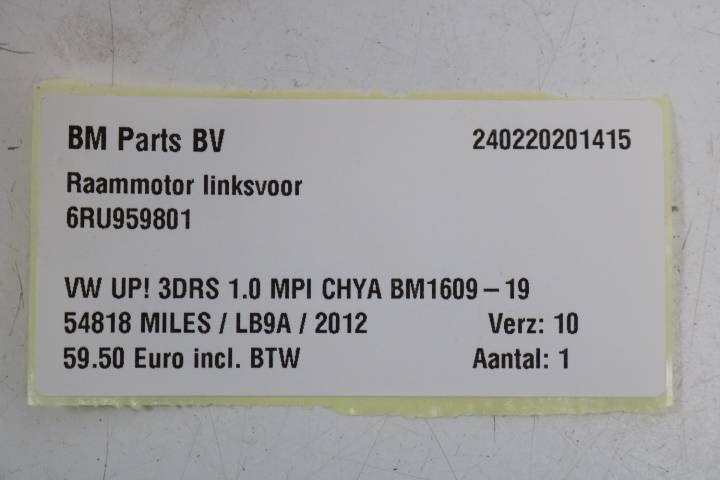 BM Parts BV 240220201415
Raammotor linksvoor
6RU959801
VW UP! 3DRS 1.0 MPI CHYA BM1609 – 19
54818 MILES / LB9A / 2012 Verz: 10
59.50 Euro incl. BTW Aantal: 1